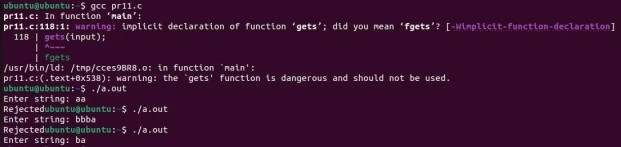 ubuntu@ubuntu:~$ gcc pr11.c
pr11.c: In function ‘main’:
pr11.c:118:1: warning: implicit declaration of function ‘gets’; did you mean ‘fgets’? [-Wimplicit-function-declaration]
  118 | gets(input);
      | ^~~~
      | fgets
/usr/bin/ld: /tmp/cces9BR8.o: in function `main':
pr11.c:(.text+0x538): warning: the `gets' function is dangerous and should not be used.
ubuntu@ubuntu:~$ ./a.out
Enter string: aa
Rejectedubuntu@ubuntu:~$ ./a.out
Enter string: bbba
Rejectedubuntu@ubuntu:~$ ./a.out
Enter string: ba